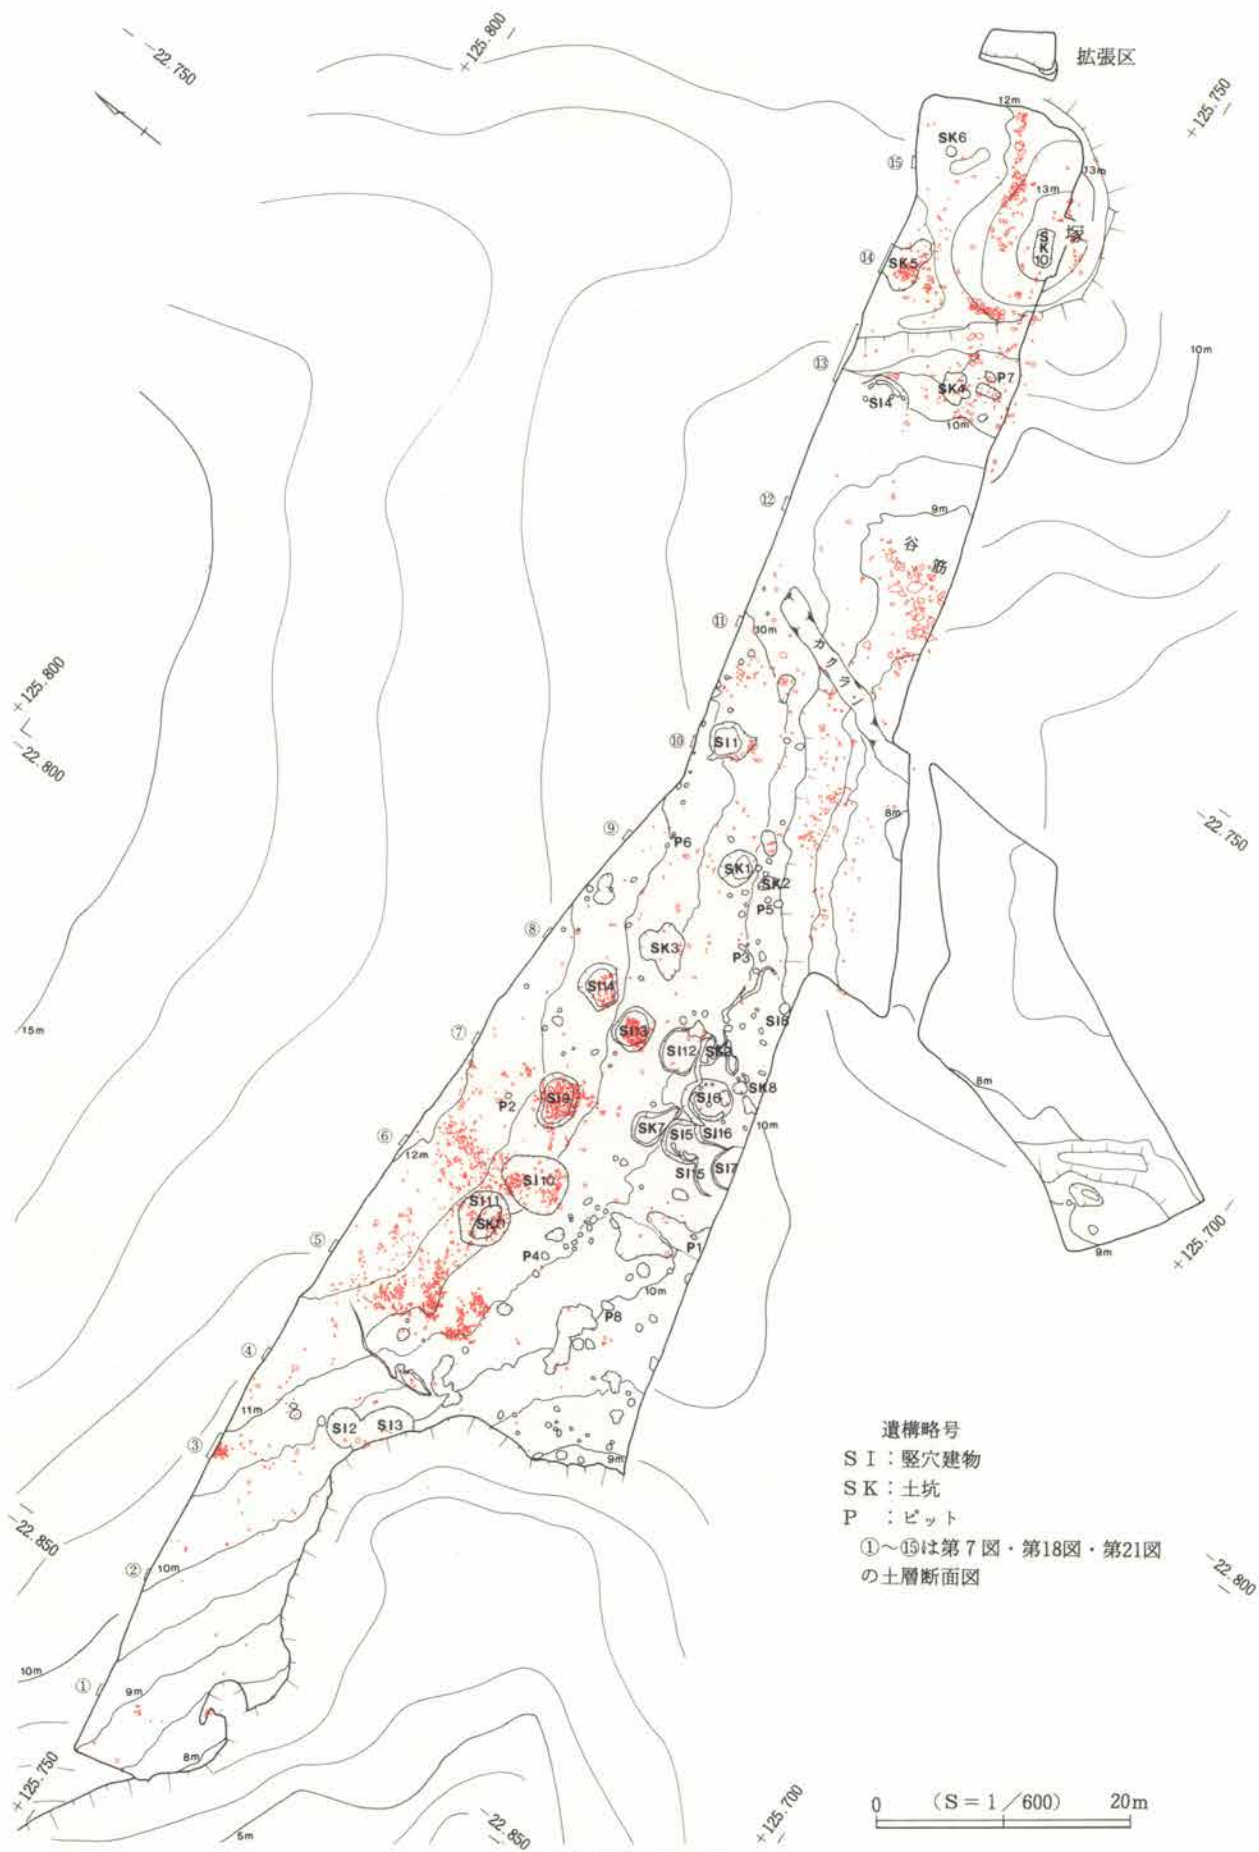 -22.750
+125.800
拡張区
+125.750
12m
SK6
⑮
13m
13m
塚
SK10
⑭
SK5
⑬
10m
SK4
P7
SI4
10m
⑫
9m
谷筋
⑪
10m
カクラン
+125.800
-22.800
⑩
SI1
8m
-22.750
⑨
P6
SK1
SK2
P5
⑧
SK3
P3
SI14
SI8
15m
⑦
SI13
SI12
8m
SI9
SI6
SK8
P2
SK7
SI5
SI16
10m
⑥
12m
SI15
SI7
SI10
SI11
⑤
P4
P1
+125.700
9m
10m
P8
④
11m
SI2
SI3
③
9m
遺構略号
SI:竪穴建物
SK:土坑
P:ピット
①~⑮は第7図・第18図・第21図
の土層断面図
-22.850
②
10m
-22.800
10m
①
9m
8m
+125.750
5m
-22.850
+125.700
0 (S=1/600) 20m